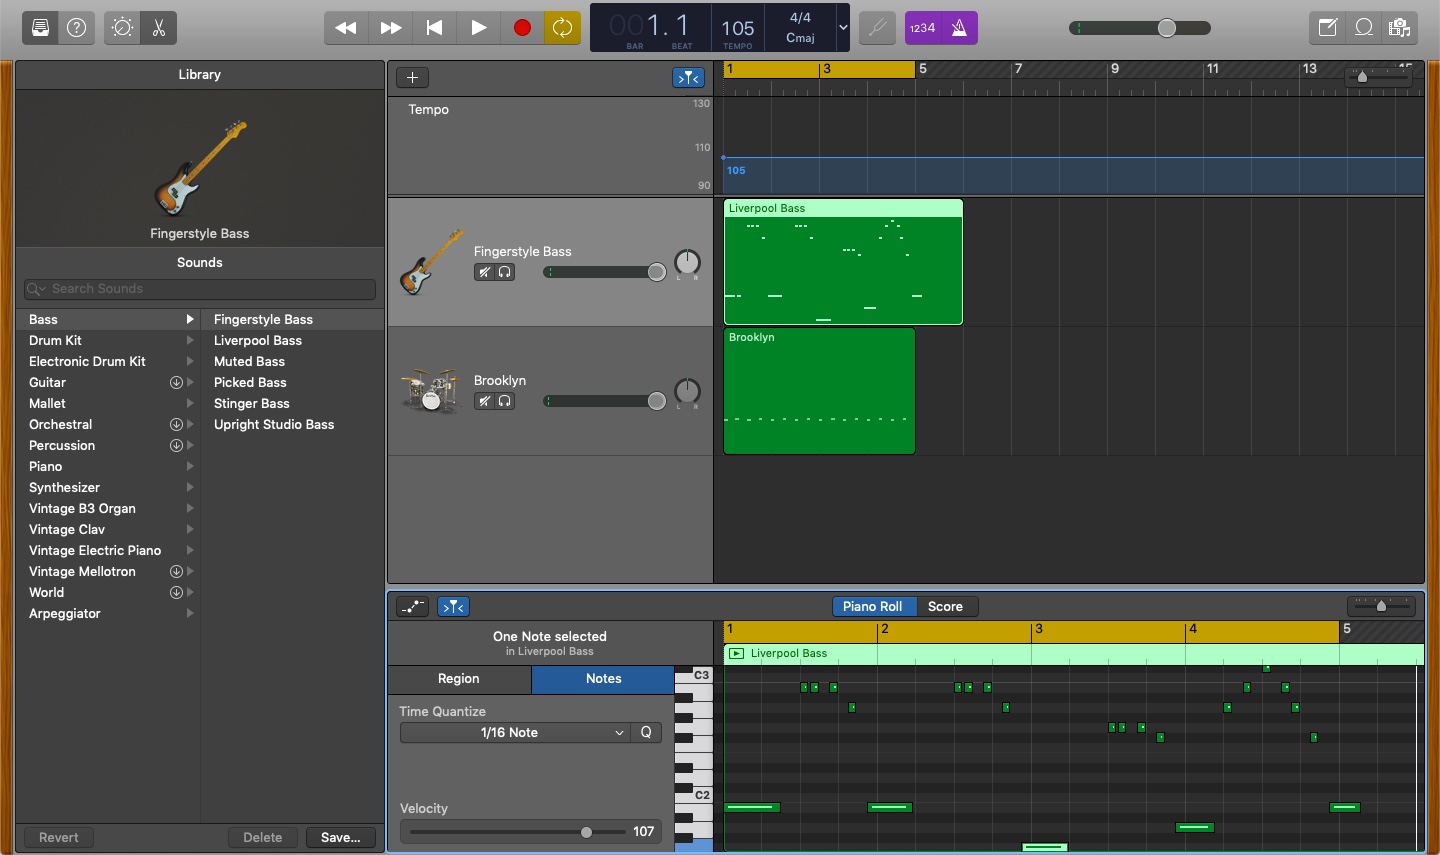 001. 1
BAR BEAT
105
TEMPO
4/4
Cmaj
1234
Library
Fingerstyle Bass
Sounds
Search Sounds
Bass
Drum Kit
Electronic Drum Kit
Guitar
Mallet
Orchestral
Percussion
Piano
Synthesizer
Vintage B3 Organ
Vintage Clav
Vintage Electric Piano
Vintage Mellotron
World
Arpeggiator
Fingerstyle Bass
Liverpool Bass
Muted Bass
Picked Bass
Stinger Bass
Upright Studio Bass
Revert Delete Save...
1 3 5 7 9 11 13 15
Tempo
130
110
90
105
Fingerstyle Bass
L R
Liverpool Bass
Brooklyn
L R
Brooklyn
Piano Roll Score
One Note selected
in Liverpool Bass
1 2 3 4 5
Liverpool Bass
Region Notes
Time Quantize
1/16 Note Q
Velocity
107
C3
C2